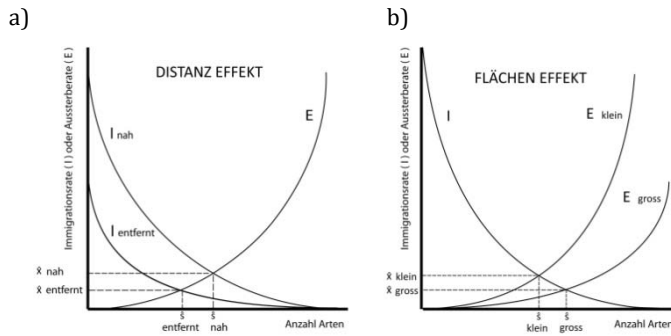 a)
DISTANZ EFFEKT
Immigrationsrate ( I ) oder Aussterberate ( E )
I nah
E
I entfernt
x̂ nah
x̂ entfernt
ŝ ŝ
entfernt nah
Anzahl Arten
b)
FLÄCHEN EFFEKT
Immigrationsrate ( I ) oder Aussterberate ( E )
I
E klein
E gross
x̂ klein
x̂ gross
ŝ ŝ
klein gross
Anzahl Arten